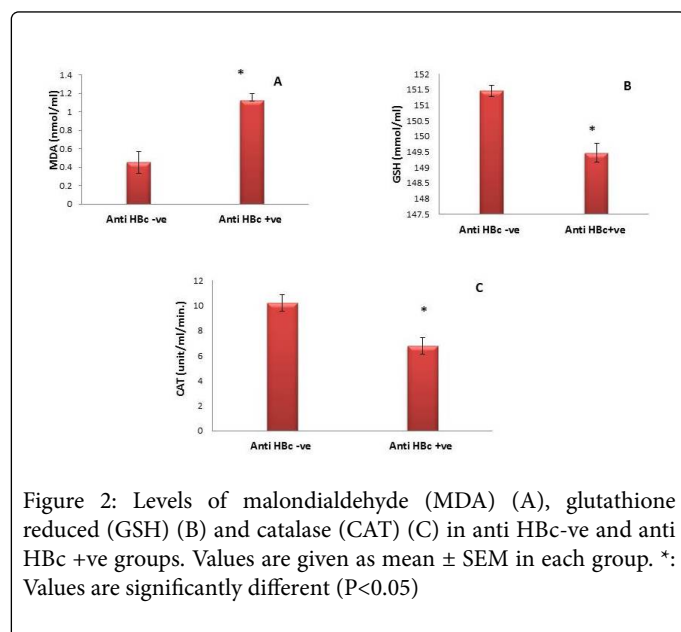 *
A
MDA (nmol/ml)
1.4
1.2
1
0.8
0.6
0.4
0.2
0
Anti HBc -ve
Anti HBc +ve
B
*
GSH (mmol/ml)
152
151.5
151
150.5
150
149.5
149
148.5
148
147.5
Anti HBc -ve
Anti HBc+ve
C
*
CAT (unit/ml/min.)
12
10
8
6
4
2
0
Anti HBc -ve
Anti HBc +ve
Figure 2: Levels of malondialdehyde (MDA) (A), glutathione
reduced (GSH) (B) and catalase (CAT) (C) in anti HBc-ve and anti
HBc +ve groups. Values are given as mean ± SEM in each group. *:
Values are significantly different (P<0.05)